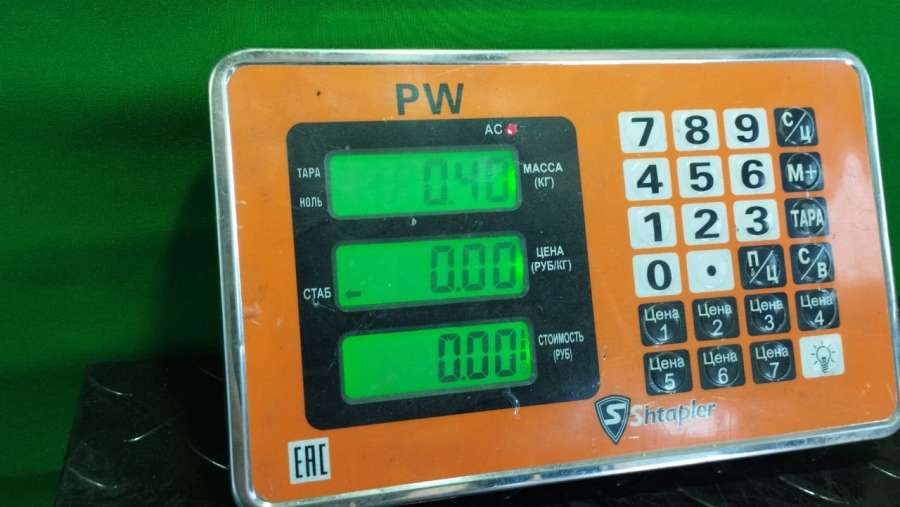 PW
AC
ТАРА 0.40 МАССА (КГ)
НОЛЬ
ЦЕНА (РУБ/КГ)
0.00
СТАБ
0.00 СТОИМОСТЬ (РУБ)
7 8 9 С/Ц
4 5 6 М+
1 2 3 ТАРА
0 . П/Ц С/В
Цена 1 Цена 2 Цена 3 Цена 4
Цена 5 Цена 6 Цена 7
S Shtapler
EAC